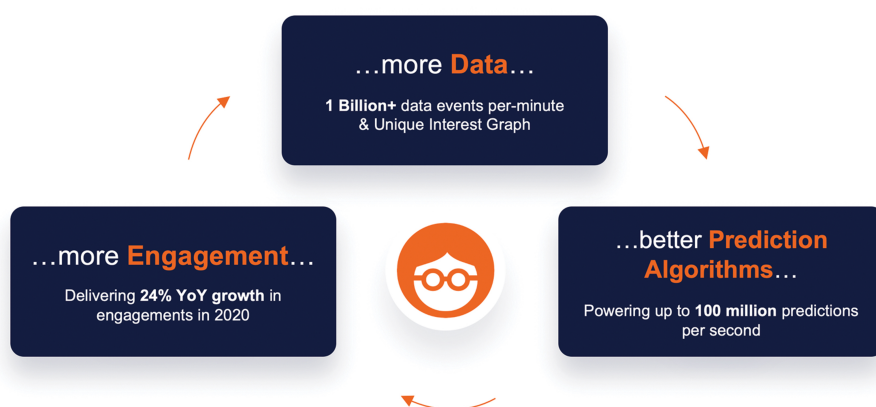 …more Data…
1 Billion+ data events per-minute
& Unique Interest Graph
…more Engagement…
Delivering 24% YoY growth in
engagements in 2020
…better Prediction
Algorithms…
Powering up to 100 million predictions
per second